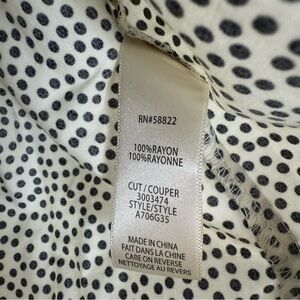 RN#58822
100%RAYON
100%RAYONNE
CUT/COUPER
3003474
STYLE/STYLE
A706G35
MADE IN CHINA
FAIT DANS LA CHINE
CARE ON REVERSE
NETTOYAGE AU REVERS